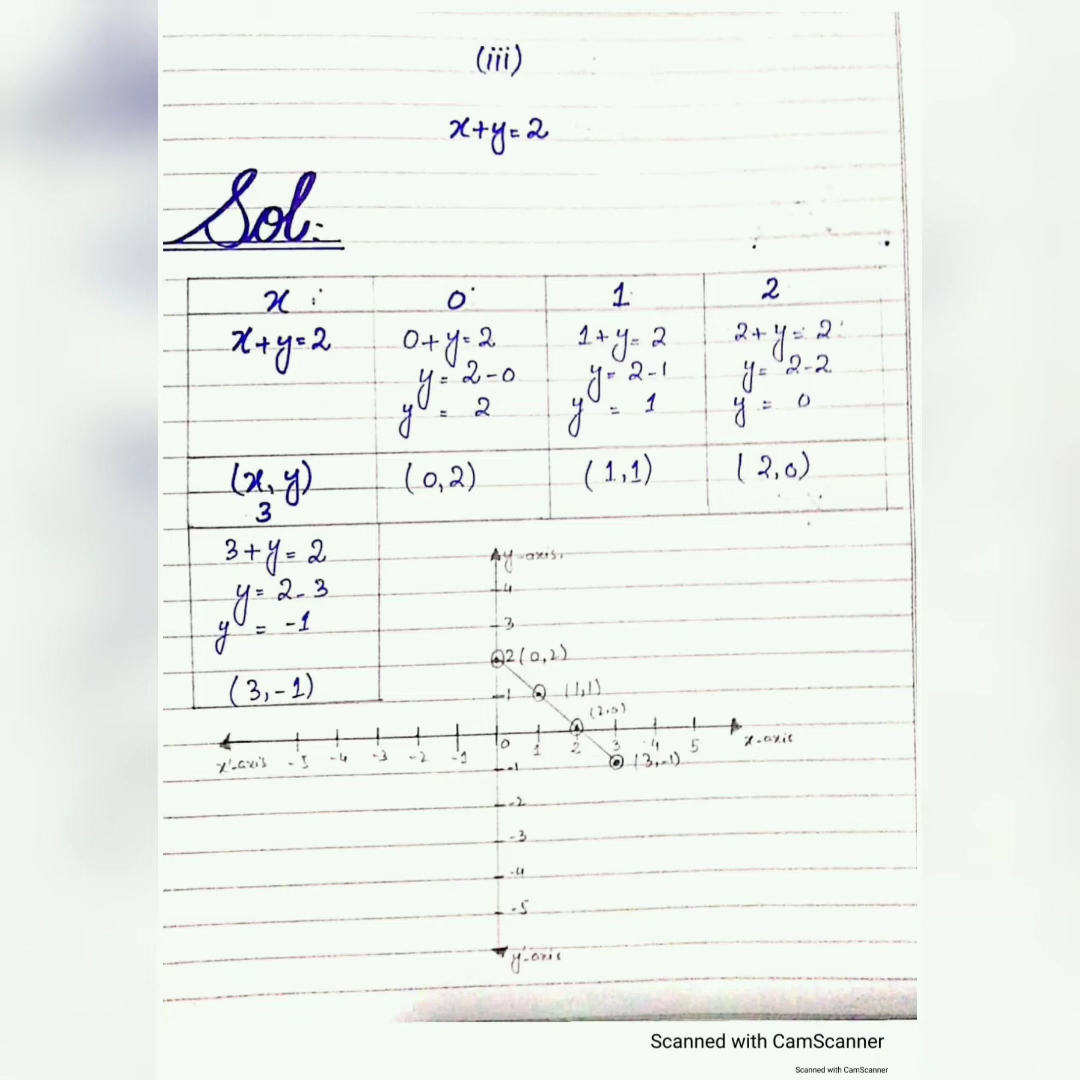 (iii)
x+y=2
Sol:
x : 0 1 2
x+y=2 0+y=2 1+y=2 2+y=2
y=2-0 y=2-1 y=2-2
y=2 y=1 y=0
(x,y) (0,2) (1,1) (2,0)
3
3+y=2
y=2-3
y=-1
(3,-1)
y-axis
4
3
2(0,2)
1 (1,1)
(2,0)
x'-axis -5 -4 -3 -2 -1 0 1 2 3 4 5 x-axis
-1 (3,-1)
-2
-3
-4
-5
y'-axis
Scanned with CamScanner
Scanned with CamScanner